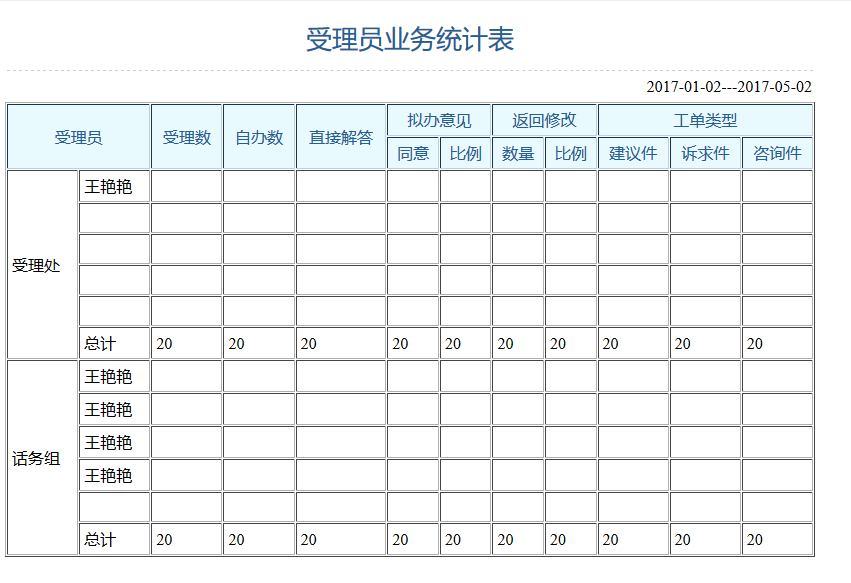 受理员业务统计表
2017-01-02---2017-05-02
受理员 受理数 自办数 直接解答 拟办意见 返回修改 工单类型
同意 比例 数量 比例 建议件 诉求件 咨询件
受理处 王艳艳
总计 20 20 20 20 20 20 20 20 20 20
话务组 王艳艳
王艳艳
王艳艳
王艳艳
总计 20 20 20 20 20 20 20 20 20 20